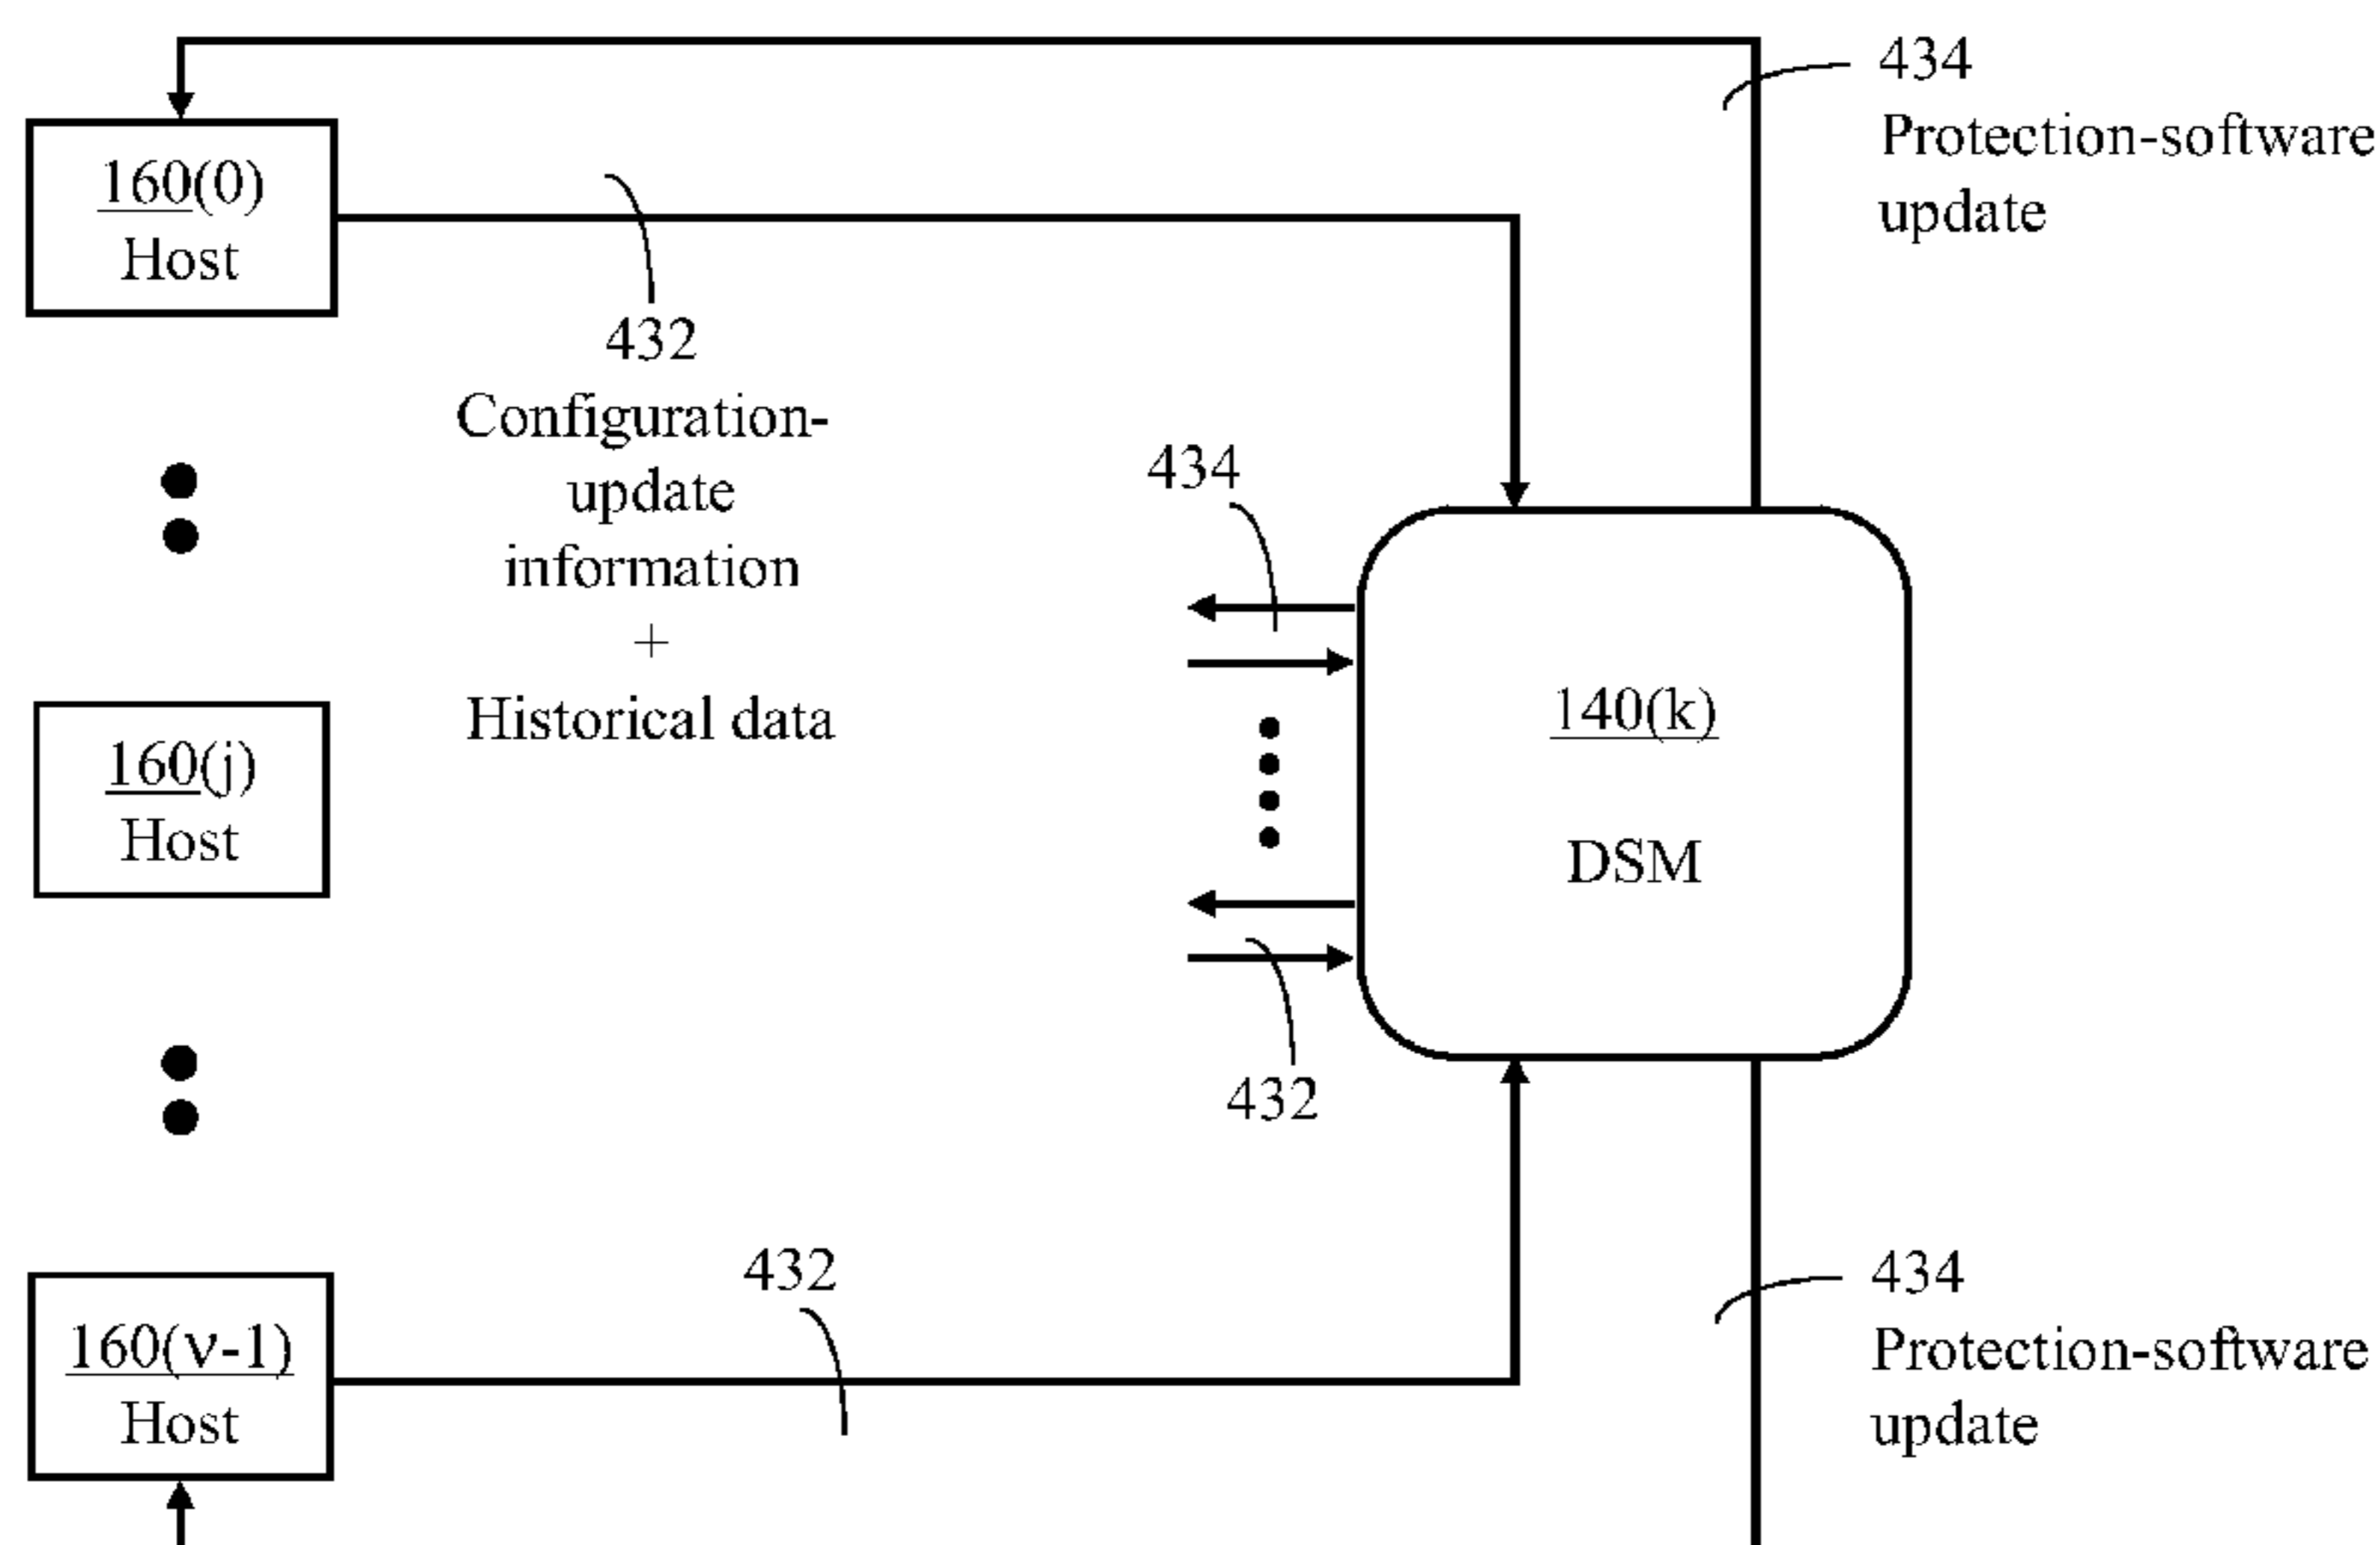 434
Protection-software
update
160(0)
Host
432
Configuration-
update
information
+
Historical data
434
160(j)
Host
140(k)
DSM
432
432
160(ν-1)
Host
434
Protection-software
update